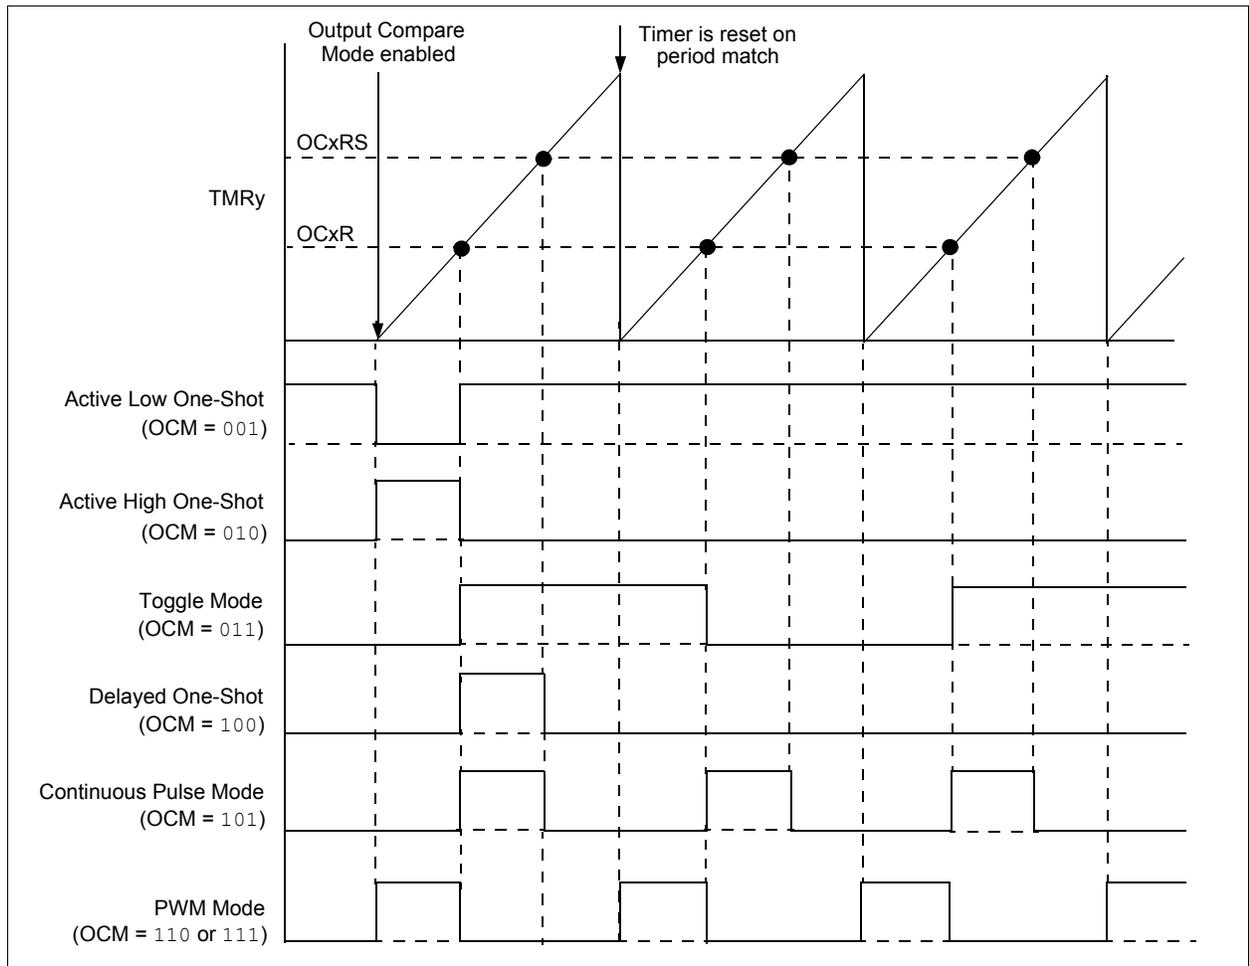 Output Compare
Mode enabled
Timer is reset on
period match
OCxRS
TMRy
OCxR
Active Low One-Shot
(OCM = 001)
Active High One-Shot
(OCM = 010)
Toggle Mode
(OCM = 011)
Delayed One-Shot
(OCM = 100)
Continuous Pulse Mode
(OCM = 101)
PWM Mode
(OCM = 110 or 111)